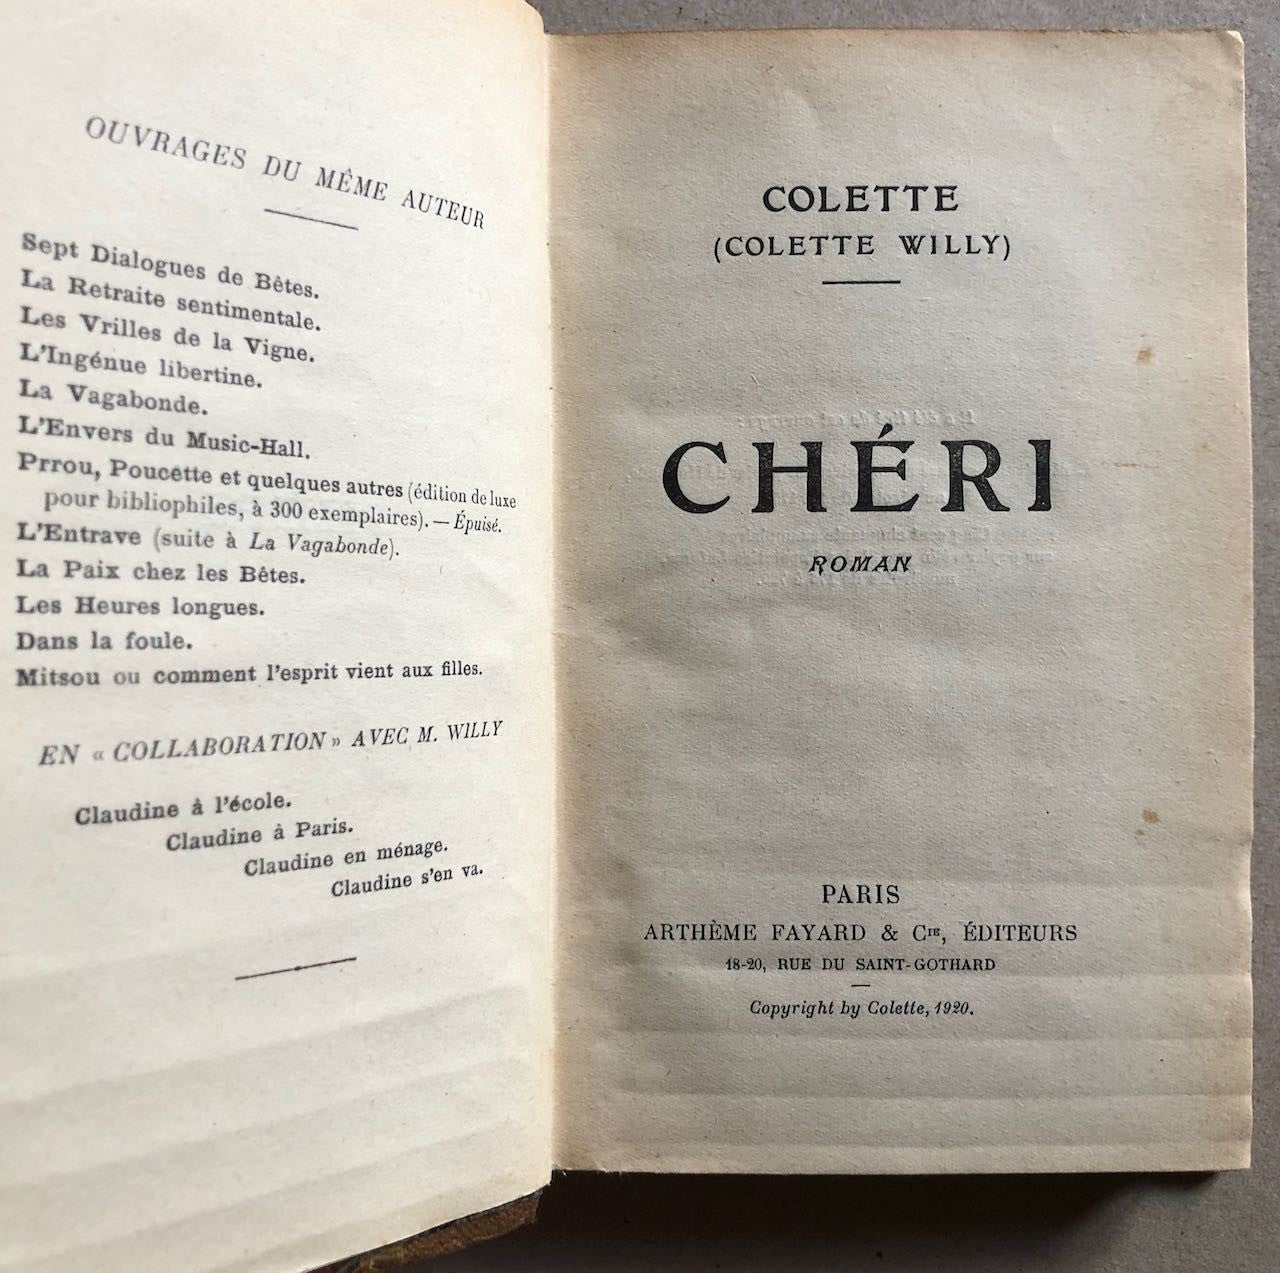 OUVRAGES DU MÊME AUTEUR
Sept Dialogues de Bêtes.
La Retraite sentimentale.
Les Vrilles de la Vigne.
L'Ingénue libertine.
La Vagabonde.
L'Envers du Music-Hall.
Prrou, Poucette et quelques autres (édition de luxe
pour bibliophiles, à 300 exemplaires). — Épuisé.
L'Entrave (suite à La Vagabonde).
La Paix chez les Bêtes.
Les Heures longues.
Dans la foule.
Mitsou ou comment l'esprit vient aux filles.
EN « COLLABORATION » AVEC M. WILLY
Claudine à l'école.
Claudine à Paris.
Claudine en ménage.
Claudine s'en va.
COLETTE
(COLETTE WILLY)
CHÉRI
ROMAN
PARIS
ARTHÈME FAYARD & Cie, ÉDITEURS
18-20, RUE DU SAINT-GOTHARD
Copyright by Colette, 1920.